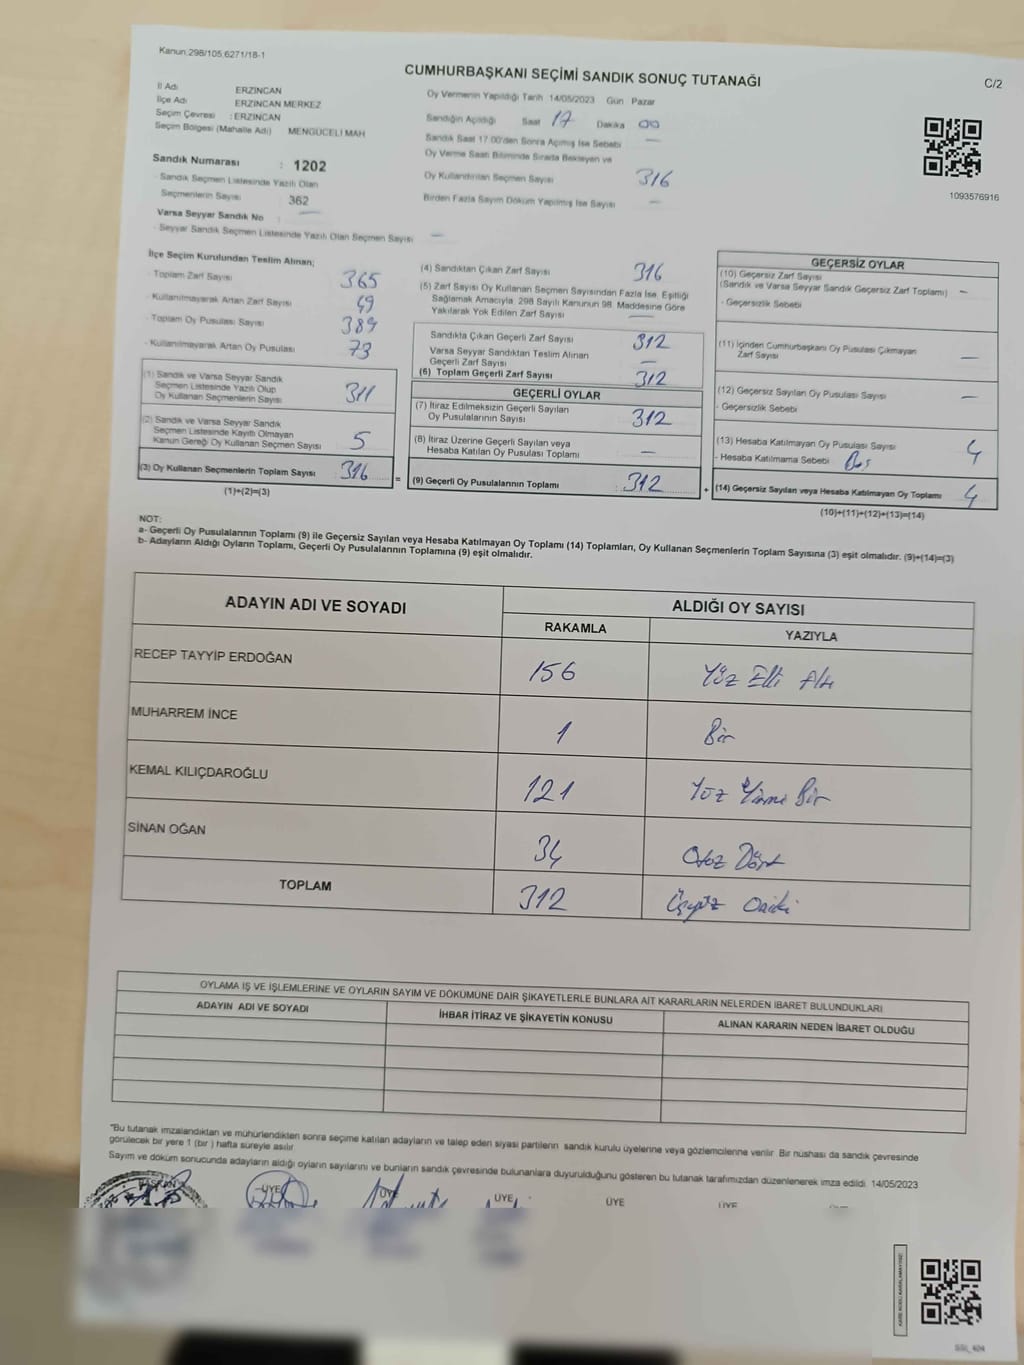 Kanun:298/105,6271/18-1
CUMHURBAŞKANI SEÇİMİ SANDIK SONUÇ TUTANAĞI
C/2
İl Adı ERZİNCAN
İlçe Adı ERZİNCAN MERKEZ
Seçim Çevresi : ERZİNCAN
Seçim Bölgesi (Mahalle Adı) MENGÜCELİ MAH
Sandık Numarası : 1202
- Sandık Seçmen Listesinde Yazılı Olan
Seçmenlerin Sayısı 362
Varsa Seyyar Sandık No :
- Seyyar Sandık Seçmen Listesinde Yazılı Olan Seçmen Sayısı —
Oy Vermenin Yapıldığı Tarih 14/05/2023 Gün Pazar
Sandığın Açıldığı Saat 17 Dakika 00
Sandık Saat 17.00'den Sonra Açılmış İse Sebebi —
Oy Verme Saati Bitiminde Sırada Bekleyen ve
Oy Kullandırılan Seçmen Sayısı 316
Birden Fazla Sayım Döküm Yapılmış İse Sayısı —
1093576916
İlçe Seçim Kurulundan Teslim Alınan;
- Toplam Zarf Sayısı 365
- Kullanılmayarak Artan Zarf Sayısı 49
- Toplam Oy Pusulası Sayısı 389
- Kullanılmayarak Artan Oy Pusulası 73
(1) Sandık ve Varsa Seyyar Sandık
Seçmen Listesinde Yazılı Olup
Oy Kullanan Seçmenlerin Sayısı 311
(2) Sandık ve Varsa Seyyar Sandık
Seçmen Listesinde Kayıtlı Olmayan
Kanun Gereği Oy Kullanan Seçmen Sayısı 5
(3) Oy Kullanan Seçmenlerin Toplam Sayısı 316 =
(1)+(2)=(3)
(4) Sandıktan Çıkan Zarf Sayısı 316
(5) Zarf Sayısı Oy Kullanan Seçmen Sayısından Fazla İse, Eşitliği
Sağlamak Amacıyla, 298 Sayılı Kanunun 98. Maddesine Göre
Yakılarak Yok Edilen Zarf Sayısı —
Sandıkta Çıkan Geçerli Zarf Sayısı 312
Varsa Seyyar Sandıktan Teslim Alınan
Geçerli Zarf Sayısı —
(6) Toplam Geçerli Zarf Sayısı 312
GEÇERLİ OYLAR
(7) İtiraz Edilmeksizin Geçerli Sayılan
Oy Pusulalarının Sayısı 312
(8) İtiraz Üzerine Geçerli Sayılan veya
Hesaba Katılan Oy Pusulası Toplamı —
(9) Geçerli Oy Pusulalarının Toplamı 312 +
GEÇERSİZ OYLAR
(10) Geçersiz Zarf Sayısı
(Sandık ve Varsa Seyyar Sandık Geçersiz Zarf Toplamı) —
- Geçersizlik Sebebi
(11) İçinden Cumhurbaşkanı Oy Pusulası Çıkmayan
Zarf Sayısı —
(12) Geçersiz Sayılan Oy Pusulası Sayısı —
- Geçersizlik Sebebi
(13) Hesaba Katılmayan Oy Pusulası Sayısı 4
- Hesaba Katılmama Sebebi Boş
(14) Geçersiz Sayılan veya Hesaba Katılmayan Oy Toplamı 4
(10)+(11)+(12)+(13)=(14)
NOT:
a- Geçerli Oy Pusulalarının Toplamı (9) ile Geçersiz Sayılan veya Hesaba Katılmayan Oy Toplamı (14) Toplamları, Oy Kullanan Seçmenlerin Toplam Sayısına (3) eşit olmalıdır. (9)+(14)=(3)
b- Adayların Aldığı Oyların Toplamı, Geçerli Oy Pusulalarının Toplamına (9) eşit olmalıdır.
ADAYIN ADI VE SOYADI
ALDIĞI OY SAYISI
RAKAMLA YAZIYLA
RECEP TAYYİP ERDOĞAN 156 Yüz Elli Altı
MUHARREM İNCE 1 Bir
KEMAL KILIÇDAROĞLU 121 Yüz Yirmi Bir
SİNAN OĞAN 34 Otuz Dört
TOPLAM 312 Üçyüz Oniki
OYLAMA İŞ VE İŞLEMLERİNE VE OYLARIN SAYIM VE DÖKÜMÜNE DAİR ŞİKAYETLERLE BUNLARA AİT KARARLARIN NELERDEN İBARET BULUNDUKLARI
ADAYIN ADI VE SOYADI İHBAR İTİRAZ VE ŞİKAYETİN KONUSU ALINAN KARARIN NEDEN İBARET OLDUĞU
*Bu tutanak imzalandıktan ve mühürlendikten sonra seçime katılan adayların ve talep eden siyasi partilerin sandık kurulu üyelerine veya gözlemcilerine verilir. Bir nüshası da sandık çevresinde
görülecek bir yere 1 (bir ) hafta süreyle asılır.
Sayım ve döküm sonucunda adayların aldığı oyların sayılarını ve bunların sandık çevresinde bulunanlara duyurulduğunu gösteren bu tutanak tarafımızdan düzenlenerek imza edildi. 14/05/2023
BAŞKAN ÜYE ÜYE ÜYE ÜYE ÜYE